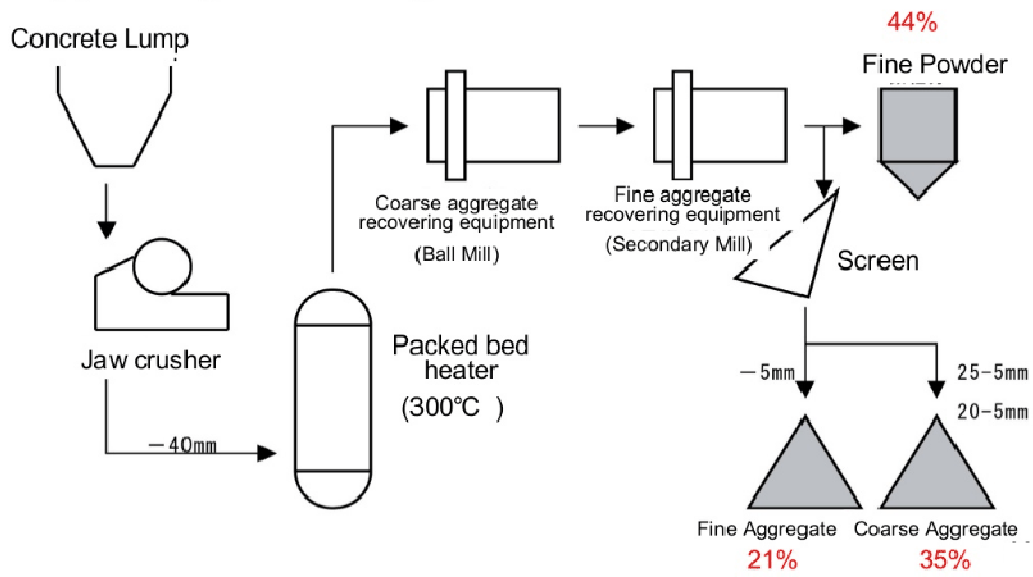 44%
Concrete Lump
Fine Powder
Coarse aggregate
recovering equipment
(Ball Mill)
Fine aggregate
recovering equipment
(Secondary Mill)
Screen
Jaw crusher
Packed bed
heater
(300℃ )
-40mm
-5mm
25-5mm
20-5mm
Fine Aggregate
Coarse Aggregate
21%
35%